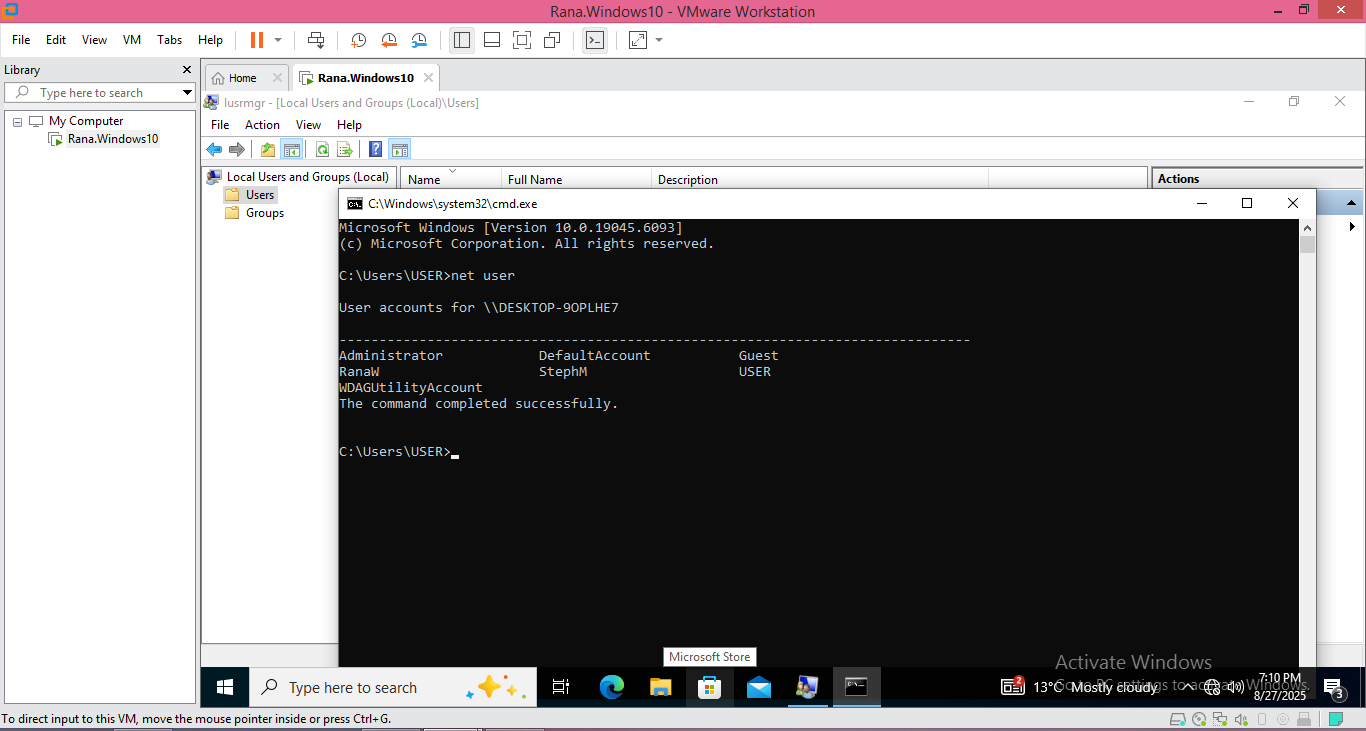 Rana.Windows10 - VMware Workstation
File Edit View VM Tabs Help
Library
Type here to search
My Computer
Rana.Windows10
Home
Rana.Windows10
lusrmgr - [Local Users and Groups (Local)\Users]
File Action View Help
Local Users and Groups (Local)
Users
Groups
Name Full Name Description
Actions
C:\Windows\system32\cmd.exe
Microsoft Windows [Version 10.0.19045.6093]
(c) Microsoft Corporation. All rights reserved.
C:\Users\USER>net user
User accounts for \\DESKTOP-9OPLHE7
-------------------------------------------------------------------------------
Administrator DefaultAccount Guest
RanaW StephM USER
WDAGUtilityAccount
The command completed successfully.
C:\Users\USER>
Microsoft Store
Activate Windows
Go to PC settings to activate Windows.
Type here to search
2
13°C Mostly cloudy
7:10 PM
8/27/2025
3
To direct input to this VM, move the mouse pointer inside or press Ctrl+G.